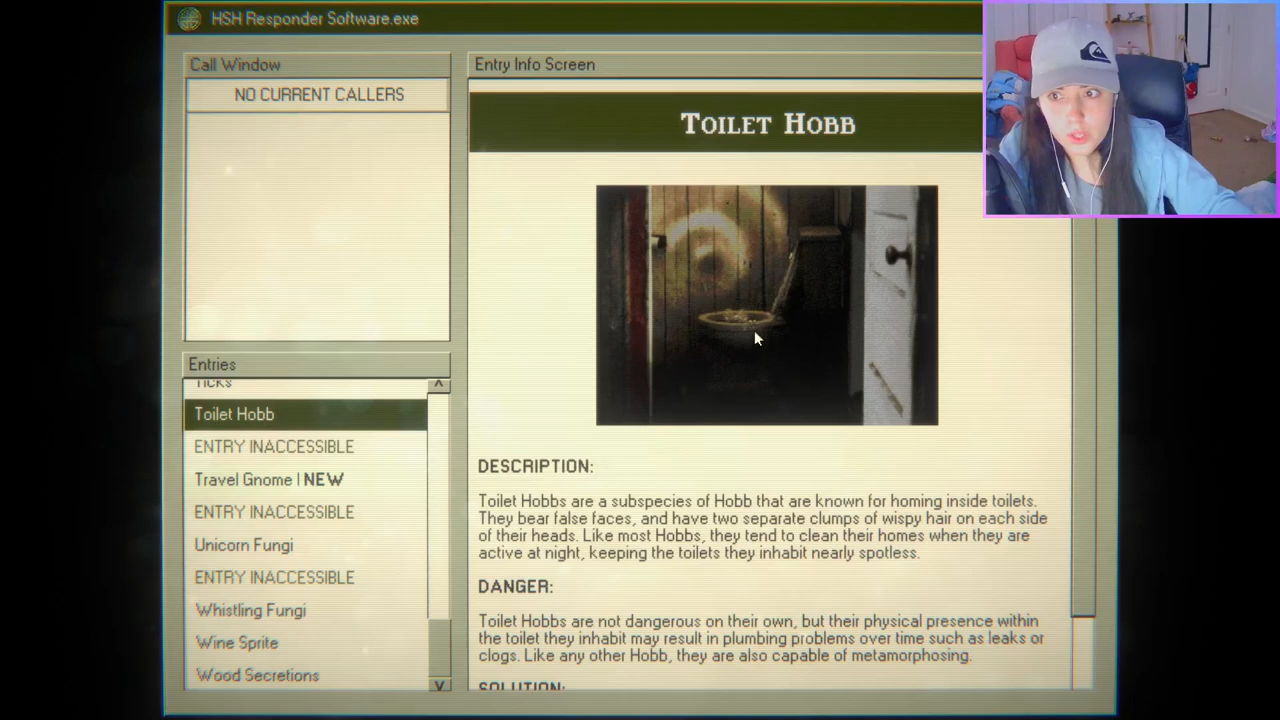 HSH Responder Software.exe
Call Window
NO CURRENT CALLERS
Entries
Ticks
Toilet Hobb
ENTRY INACCESSIBLE
Travel Gnome | NEW
ENTRY INACCESSIBLE
Unicorn Fungi
ENTRY INACCESSIBLE
Whistling Fungi
Wine Sprite
Wood Secretions
Entry Info Screen
Toilet Hobb
DESCRIPTION:
Toilet Hobbs are a subspecies of Hobb that are known for homing inside toilets.
They bear false faces, and have two separate clumps of wispy hair on each side
of their heads. Like most Hobbs, they tend to clean their homes when they are
active at night, keeping the toilets they inhabit nearly spotless.
DANGER:
Toilet Hobbs are not dangerous on their own, but their physical presence within
the toilet they inhabit may result in plumbing problems over time such as leaks or
clogs. Like any other Hobb, they are also capable of metamorphosing.
SOLUTION: